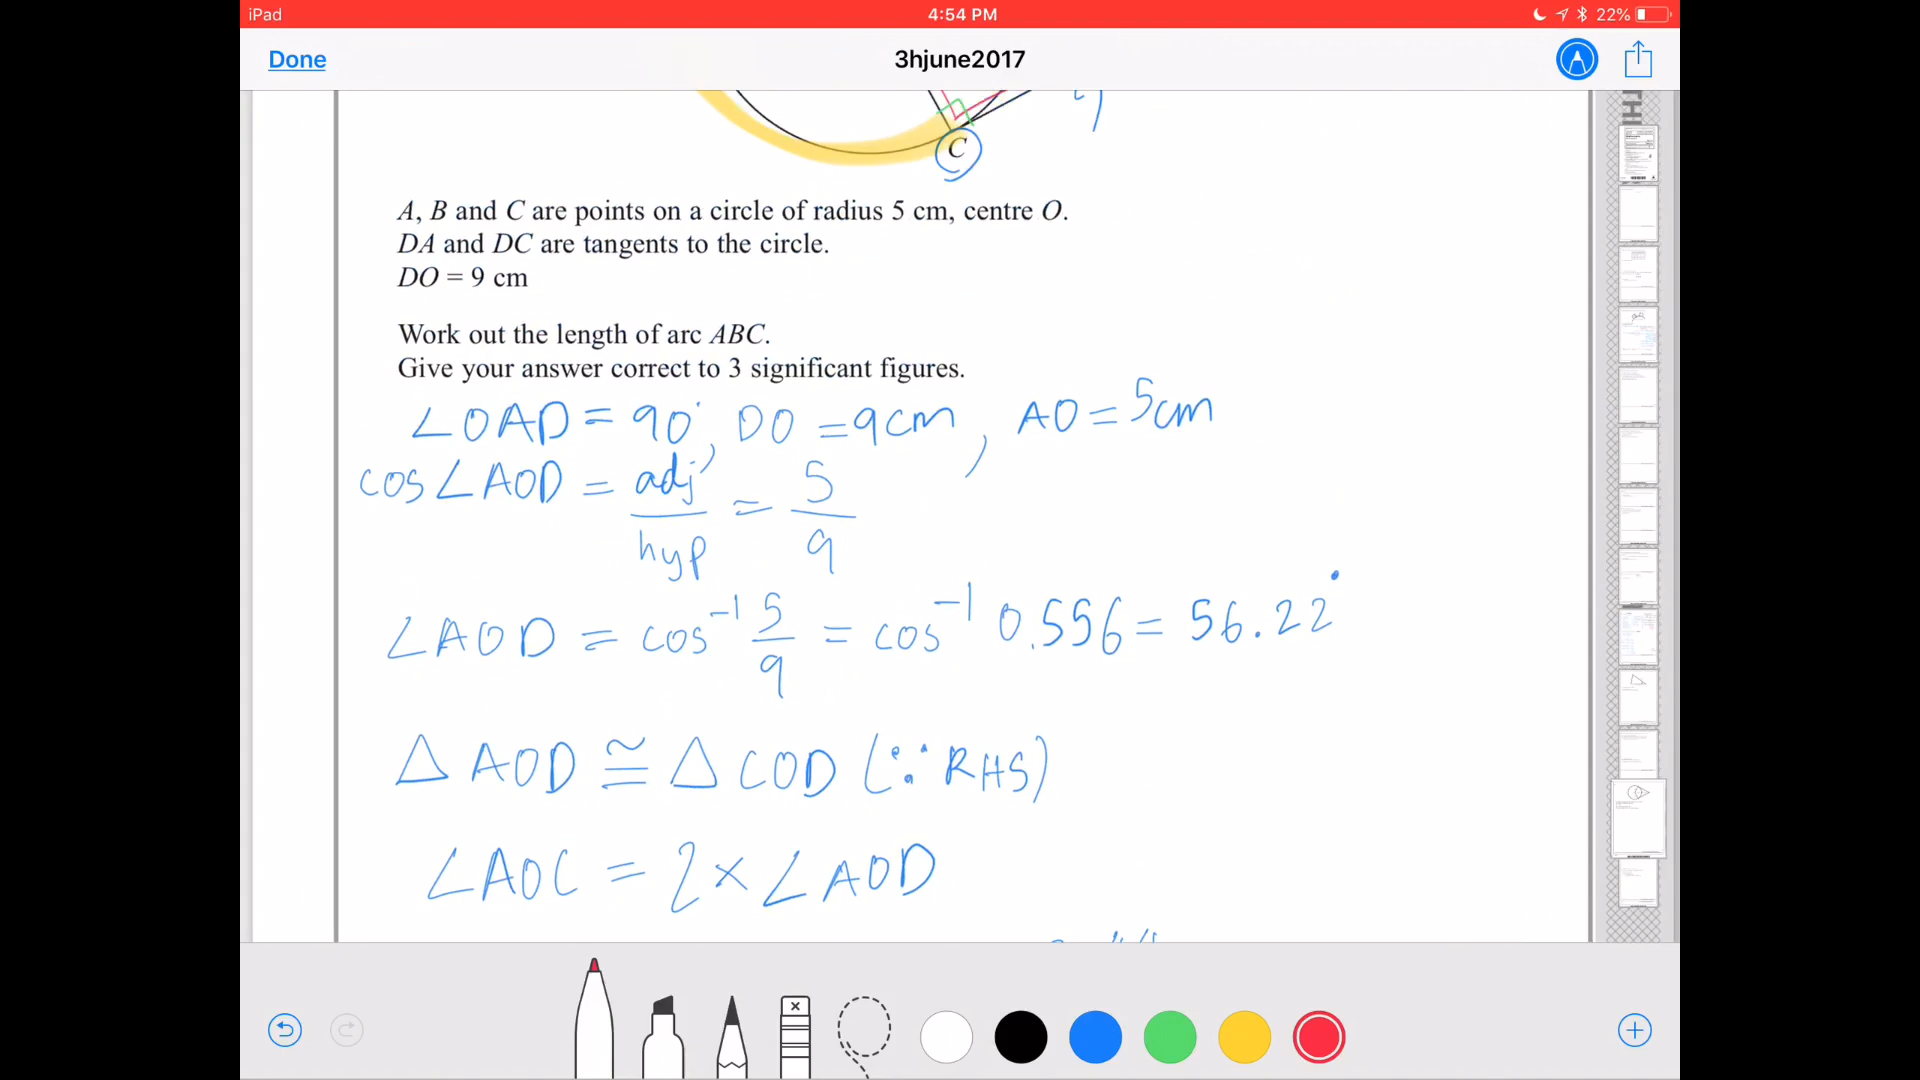 iPad
4:54 PM
22%
Done
3hjune2017
C
A, B and C are points on a circle of radius 5 cm, centre O.
DA and DC are tangents to the circle.
DO = 9 cm
Work out the length of arc ABC.
Give your answer correct to 3 significant figures.
∠OAD = 90°, DO = 9cm, AO = 5cm
cos∠AOD = adj/hyp = 5/9
∠AOD = cos⁻¹ 5/9 = cos⁻¹ 0.556 = 56.22°
△AOD ≅ △COD (∵ RHS)
∠AOC = 2 × ∠AOD